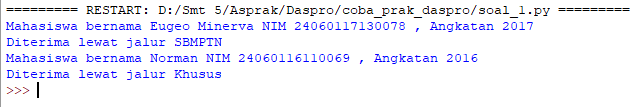 ========= RESTART: D:/Smt 5/Asprak/Daspro/coba_prak_daspro/soal_1.py =========
Mahasiswa bernama Eugeo Minerva NIM 24060117130078 , Angkatan 2017
Diterima lewat jalur SBMPTN
Mahasiswa bernama Norman NIM 24060116110069 , Angkatan 2016
Diterima lewat jalur Khusus
>>>